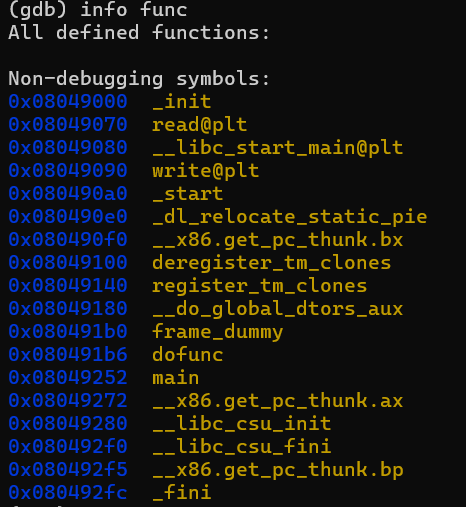 (gdb) info func
All defined functions:
Non-debugging symbols:
0x08049000 _init
0x08049070 read@plt
0x08049080 __libc_start_main@plt
0x08049090 write@plt
0x080490a0 _start
0x080490e0 _dl_relocate_static_pie
0x080490f0 __x86.get_pc_thunk.bx
0x08049100 deregister_tm_clones
0x08049140 register_tm_clones
0x08049180 __do_global_dtors_aux
0x080491b0 frame_dummy
0x080491b6 dofunc
0x08049252 main
0x08049272 __x86.get_pc_thunk.ax
0x08049280 __libc_csu_init
0x080492f0 __libc_csu_fini
0x080492f5 __x86.get_pc_thunk.bp
0x080492fc _fini